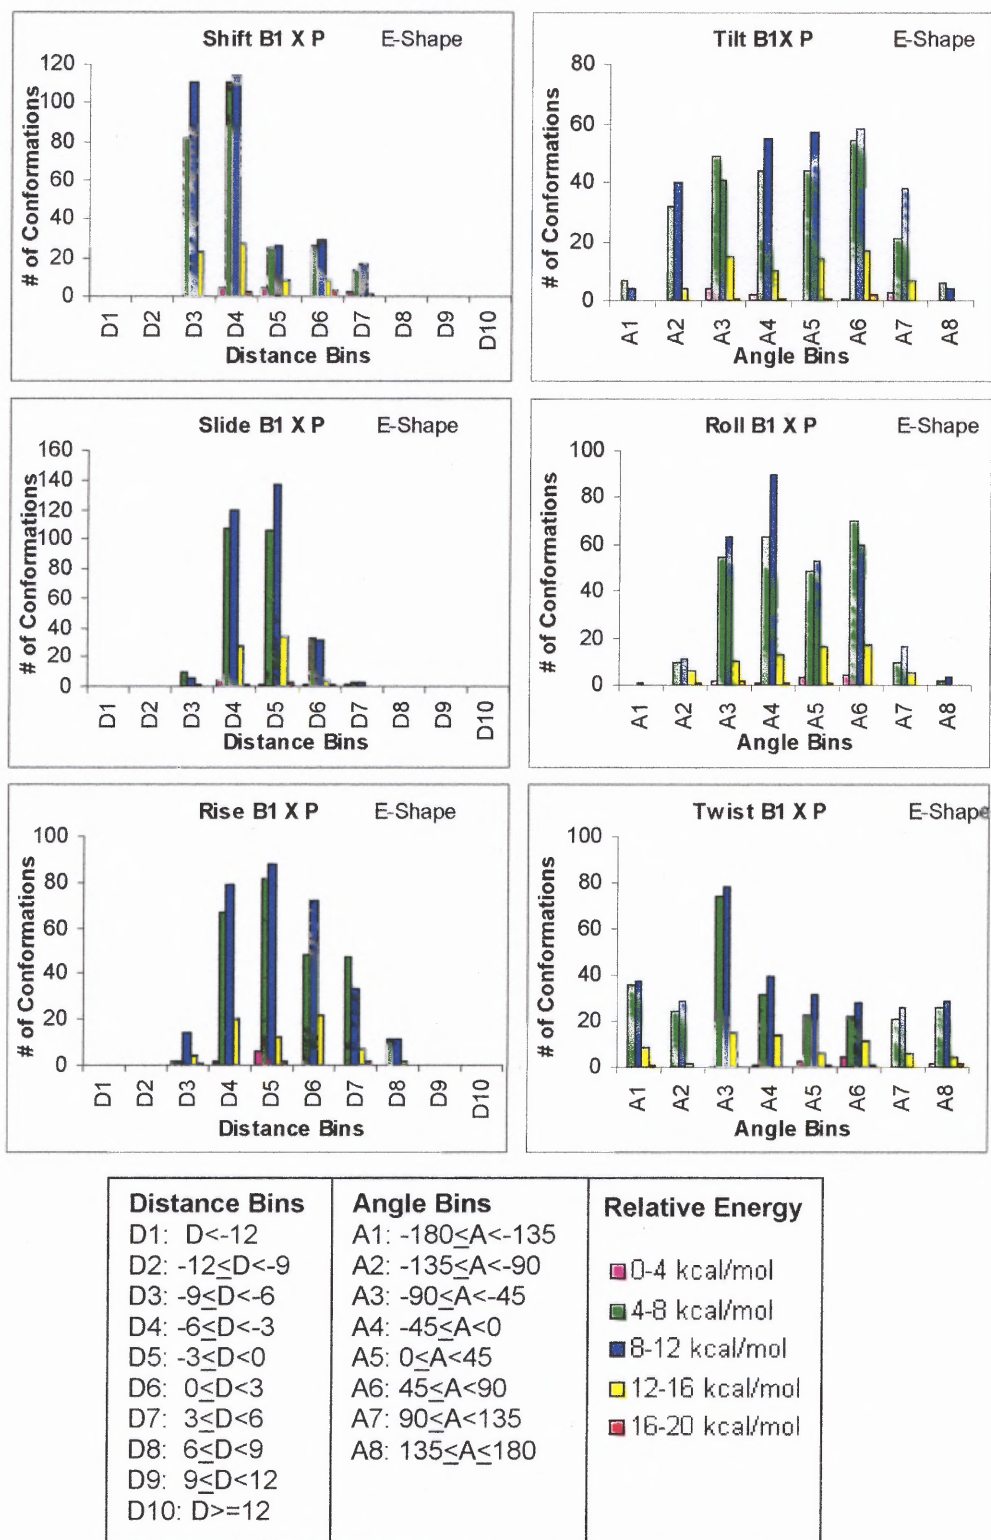 Shift B1 X P E-Shape
# of Conformations
120
100
80
60
40
20
0
D1 D2 D3 D4 D5 D6 D7 D8 D9 D10
Distance Bins
Tilt B1X P E-Shape
# of Conformations
80
60
40
20
0
A1 A2 A3 A4 A5 A6 A7 A8
Angle Bins
Slide B1 X P E-Shape
# of Conformations
160
140
120
100
80
60
40
20
0
D1 D2 D3 D4 D5 D6 D7 D8 D9 D10
Distance Bins
Roll B1 X P E-Shape
# of Conformations
100
80
60
40
20
0
A1 A2 A3 A4 A5 A6 A7 A8
Angle Bins
Rise B1 X P E-Shape
# of Conformations
100
80
60
40
20
0
D1 D2 D3 D4 D5 D6 D7 D8 D9 D10
Distance Bins
Twist B1 X P E-Shape
# of Conformations
100
80
60
40
20
0
A1 A2 A3 A4 A5 A6 A7 A8
Angle Bins
Distance Bins
D1: D<-12
D2: -12≤D<-9
D3: -9≤D<-6
D4: -6≤D<-3
D5: -3≤D<0
D6: 0≤D<3
D7: 3≤D<6
D8: 6≤D<9
D9: 9≤D<12
D10: D>=12
Angle Bins
A1: -180≤A<-135
A2: -135≤A<-90
A3: -90≤A<-45
A4: -45≤A<0
A5: 0≤A<45
A6: 45≤A<90
A7: 90≤A<135
A8: 135≤A≤180
Relative Energy
0-4 kcal/mol
4-8 kcal/mol
8-12 kcal/mol
12-16 kcal/mol
16-20 kcal/mol